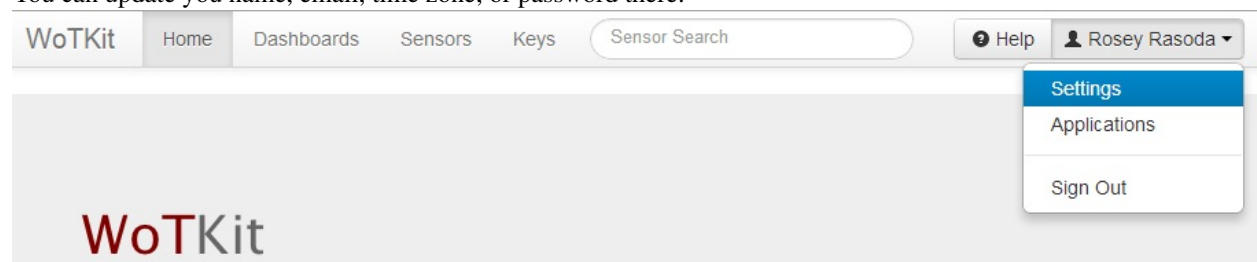 You can update you name, email, time zone, or password there.
WoTKit Home Dashboards Sensors Keys Sensor Search Help Rosey Rasoda
Settings
Applications
Sign Out
WoTKit